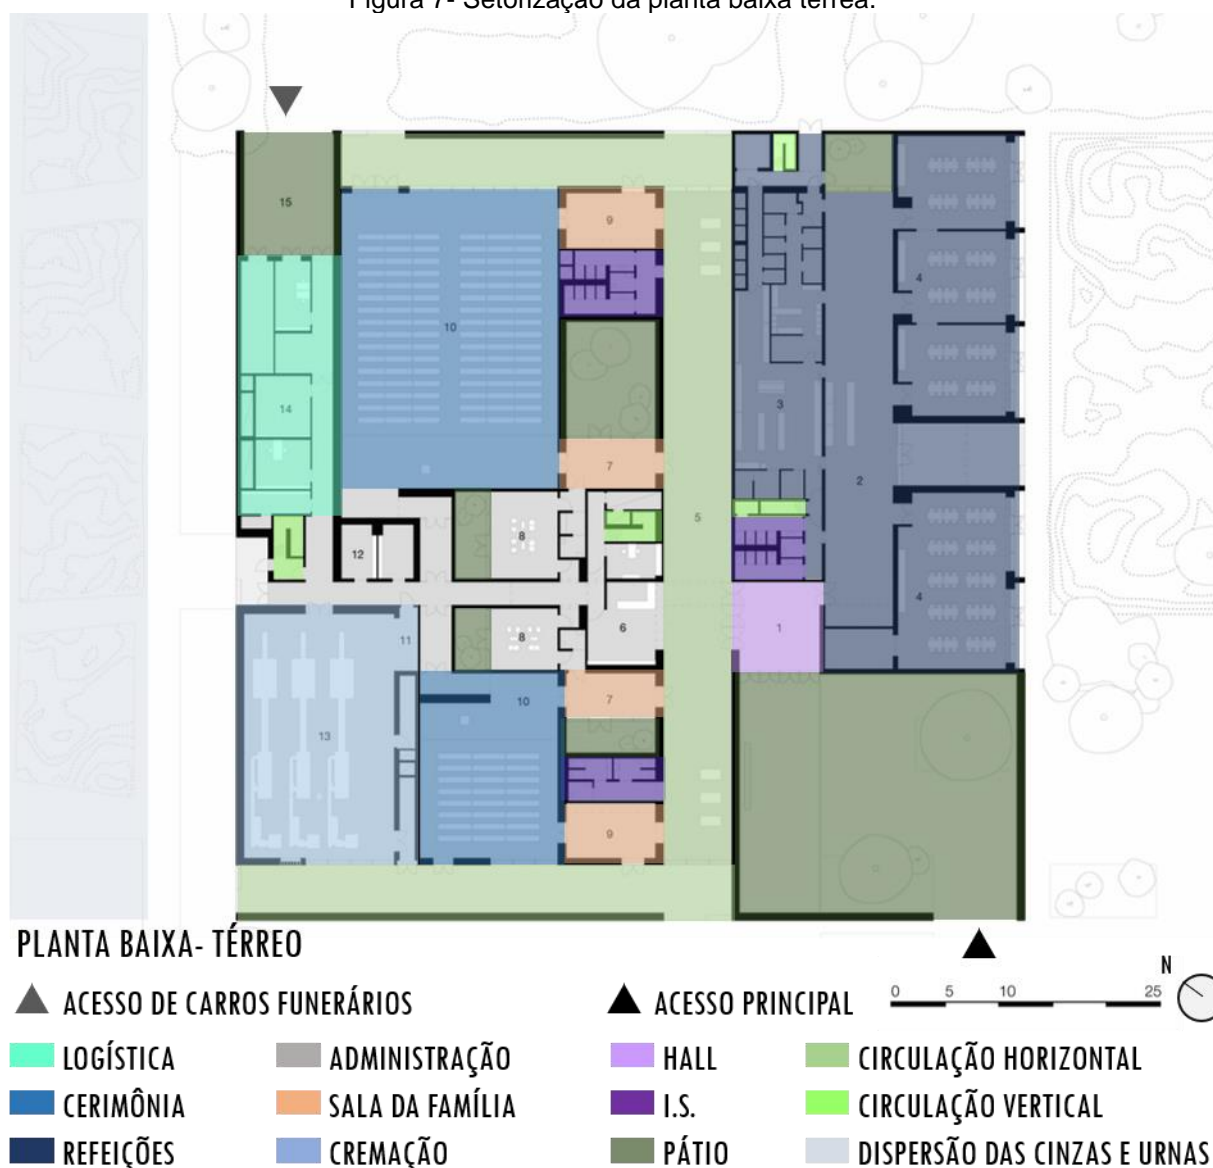 Figura 7- Setorização da planta baixa térrea.
15
9
10
4
14
7
3
2
8
5
12
6
1
4
8
11
7
10
13
9
PLANTA BAIXA- TÉRREO
ACESSO DE CARROS FUNERÁRIOS
ACESSO PRINCIPAL
0 5 10 25
N
LOGÍSTICA
ADMINISTRAÇÃO
HALL
CIRCULAÇÃO HORIZONTAL
CERIMÔNIA
SALA DA FAMÍLIA
I.S.
CIRCULAÇÃO VERTICAL
REFEIÇÕES
CREMAÇÃO
PÁTIO
DISPERSÃO DAS CINZAS E URNAS